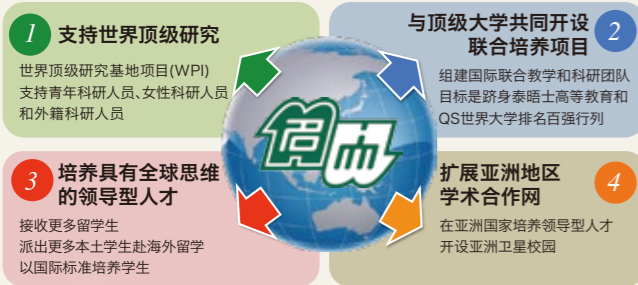 1 支持世界顶级研究
世界顶级研究基地项目(WPI)
支持青年科研人员、女性科研人员
和外籍科研人员
与顶级大学共同开设
联合培养项目 2
组建国际联合教学和科研团队
目标是跻身泰晤士高等教育和
QS世界大学排名百强行列
3 培养具有全球思维
的领导型人才
接收更多留学生
派出更多本土学生赴海外留学
以国际标准培养学生
扩展亚洲地区
学术合作网 4
在亚洲国家培养领导型人才
开设亚洲卫星校园
名大